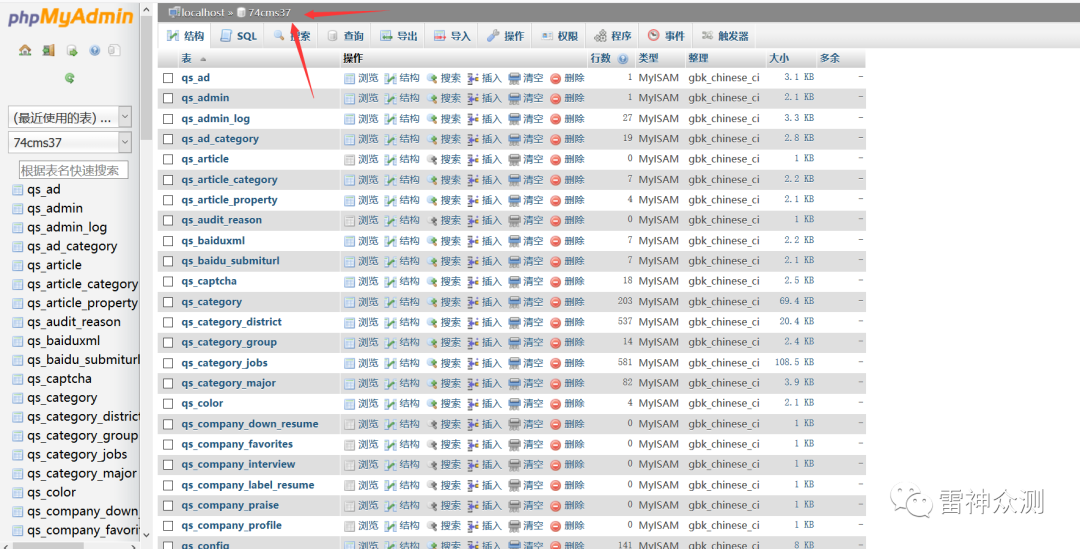 phpMyAdmin
(最近使用的表) ...
74cms37
根据表名快速搜索
qs_ad
qs_admin
qs_admin_log
qs_ad_category
qs_article
qs_article_category
qs_article_property
qs_audit_reason
qs_baiduxml
qs_baidu_submiturl
qs_captcha
qs_category
qs_category_district
qs_category_group
qs_category_jobs
qs_category_major
qs_color
qs_company_down_
qs_company_favorit
localhost » 74cms37
结构 SQL 搜索 查询 导出 导入 操作 权限 程序 事件 触发器
表 操作 行数 类型 整理 大小 多余
qs_ad 浏览 结构 搜索 插入 清空 删除 1 MyISAM gbk_chinese_ci 3.1 KB -
qs_admin 浏览 结构 搜索 插入 清空 删除 1 MyISAM gbk_chinese_ci 2.1 KB -
qs_admin_log 浏览 结构 搜索 插入 清空 删除 27 MyISAM gbk_chinese_ci 3.3 KB -
qs_ad_category 浏览 结构 搜索 插入 清空 删除 19 MyISAM gbk_chinese_ci 2.8 KB -
qs_article 浏览 结构 搜索 插入 清空 删除 0 MyISAM gbk_chinese_ci 1 KB -
qs_article_category 浏览 结构 搜索 插入 清空 删除 7 MyISAM gbk_chinese_ci 2.2 KB -
qs_article_property 浏览 结构 搜索 插入 清空 删除 4 MyISAM gbk_chinese_ci 2.1 KB -
qs_audit_reason 浏览 结构 搜索 插入 清空 删除 0 MyISAM gbk_chinese_ci 1 KB -
qs_baiduxml 浏览 结构 搜索 插入 清空 删除 7 MyISAM gbk_chinese_ci 2.2 KB -
qs_baidu_submiturl 浏览 结构 搜索 插入 清空 删除 7 MyISAM gbk_chinese_ci 2.1 KB -
qs_captcha 浏览 结构 搜索 插入 清空 删除 18 MyISAM gbk_chinese_ci 2.5 KB -
qs_category 浏览 结构 搜索 插入 清空 删除 203 MyISAM gbk_chinese_ci 69.4 KB -
qs_category_district 浏览 结构 搜索 插入 清空 删除 537 MyISAM gbk_chinese_ci 20.4 KB -
qs_category_group 浏览 结构 搜索 插入 清空 删除 14 MyISAM gbk_chinese_ci 2.4 KB -
qs_category_jobs 浏览 结构 搜索 插入 清空 删除 581 MyISAM gbk_chinese_ci 108.5 KB -
qs_category_major 浏览 结构 搜索 插入 清空 删除 82 MyISAM gbk_chinese_ci 3.9 KB -
qs_color 浏览 结构 搜索 插入 清空 删除 4 MyISAM gbk_chinese_ci 2.1 KB -
qs_company_down_resume 浏览 结构 搜索 插入 清空 删除 0 MyISAM gbk_chinese_ci 1 KB -
qs_company_favorites 浏览 结构 搜索 插入 清空 删除 0 MyISAM gbk_chinese_ci 1 KB -
qs_company_interview 浏览 结构 搜索 插入 清空 删除 0 MyISAM gbk_chinese_ci 1 KB -
qs_company_label_resume 浏览 结构 搜索 插入 清空 删除 0 MyISAM gbk_chinese_ci 1 KB -
qs_company_praise 浏览 结构 搜索 插入 清空 删除 0 MyISAM gbk_chinese_ci 1 KB -
qs_company_profile 浏览 结构 搜索 插入 清空 删除 0 MyISAM gbk_chinese_ci 1 KB -
qs_config 浏览 结构 搜索 插入 清空 删除 141 MyISAM gbk_chinese_ci 8 KB -
雷神众测